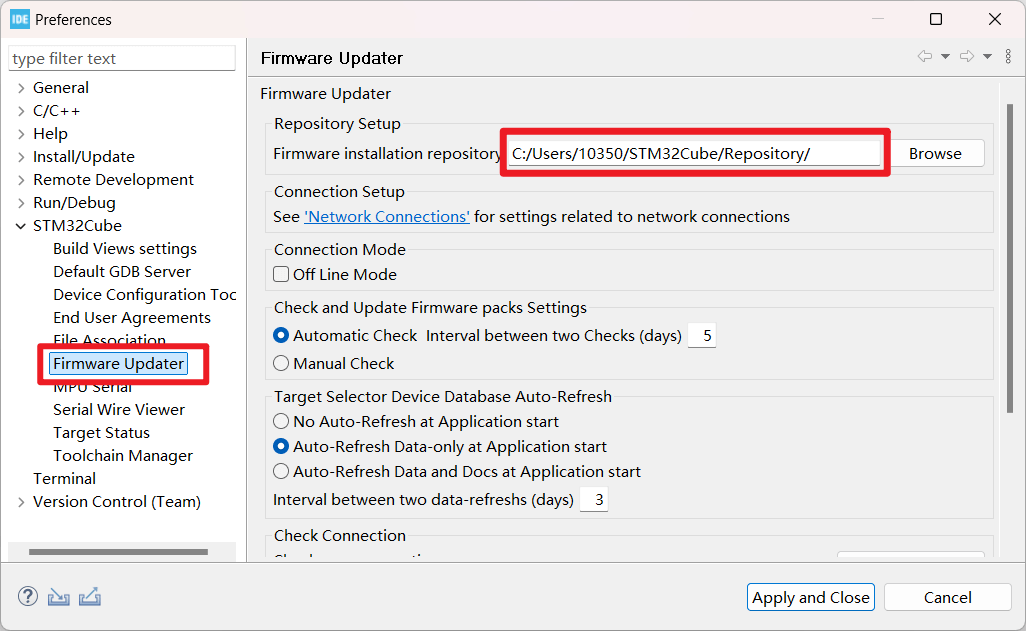 IDE Preferences
type filter text
General
C/C++
Help
Install/Update
Remote Development
Run/Debug
STM32Cube
Build Views settings
Default GDB Server
Device Configuration Toc
End User Agreements
File Association
Firmware Updater
MPU Serial
Serial Wire Viewer
Target Status
Toolchain Manager
Terminal
Version Control (Team)
Firmware Updater
Firmware Updater
Repository Setup
Firmware installation repository C:/Users/10350/STM32Cube/Repository/ Browse
Connection Setup
See 'Network Connections' for settings related to network connections
Connection Mode
Off Line Mode
Check and Update Firmware packs Settings
Automatic Check Interval between two Checks (days) 5
Manual Check
Target Selector Device Database Auto-Refresh
No Auto-Refresh at Application start
Auto-Refresh Data-only at Application start
Auto-Refresh Data and Docs at Application start
Interval between two data-refreshs (days) 3
Check Connection
Apply and Close
Cancel